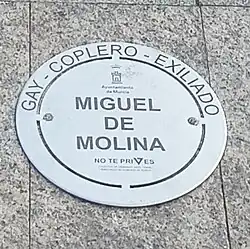 GAY - COPLERO - EXILIADO
Ayuntamiento
de Murcia
MIGUEL
DE
MOLINA
NO TE PRIVES